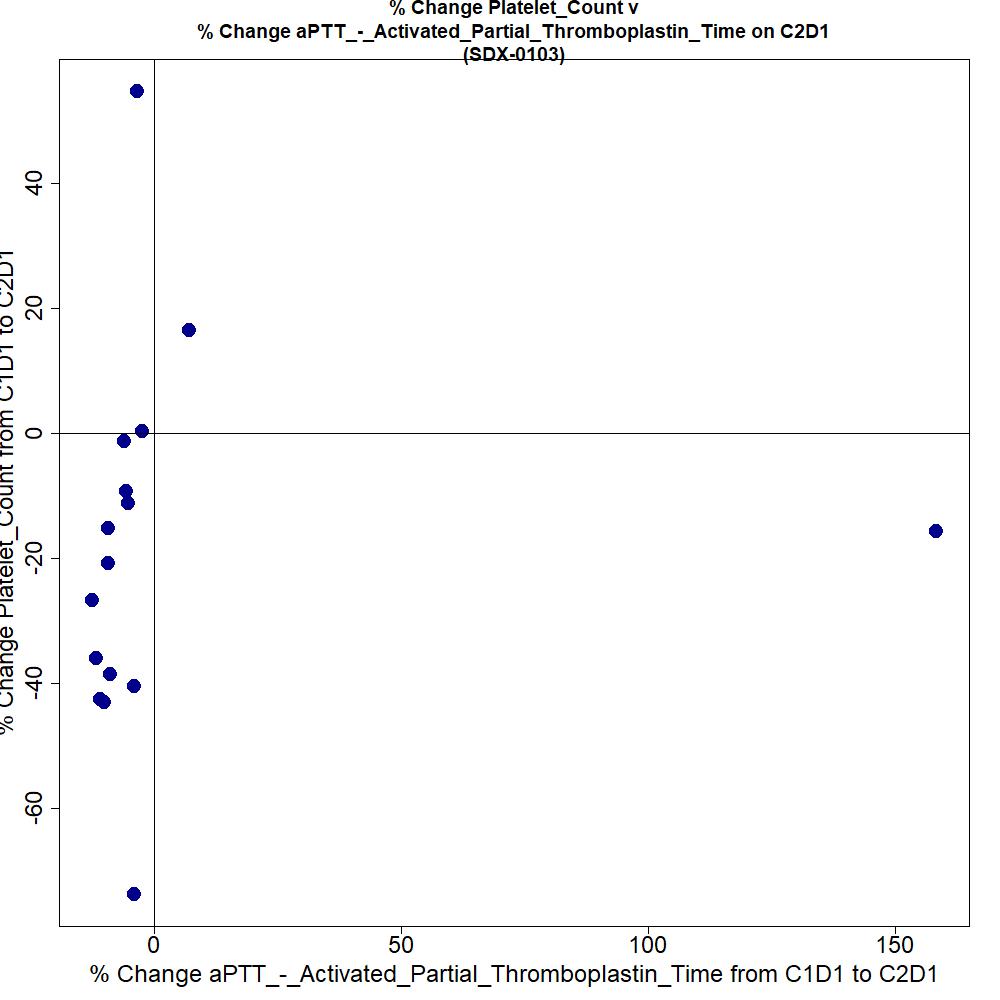 % Change Platelet_Count v
% Change aPTT_-_Activated_Partial_Thromboplastin_Time on C2D1
(SDX-0103)
% Change Platelet_Count from C1D1 to C2D1
40
20
0
-20
-40
-60
0
50
100
150
% Change aPTT_-_Activated_Partial_Thromboplastin_Time from C1D1 to C2D1